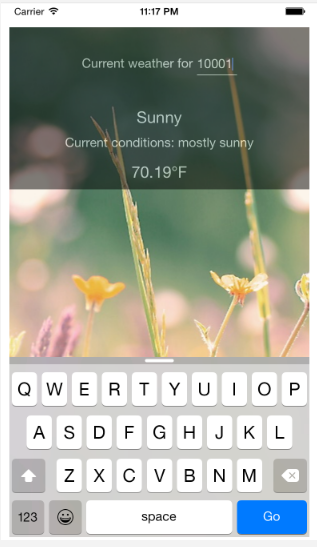 Carrier 11:17 PM
Current weather for 10001
Sunny
Current conditions: mostly sunny
70.19°F
Q W E R T Y U I O P
A S D F G H J K L
Z X C V B N M
123 space Go